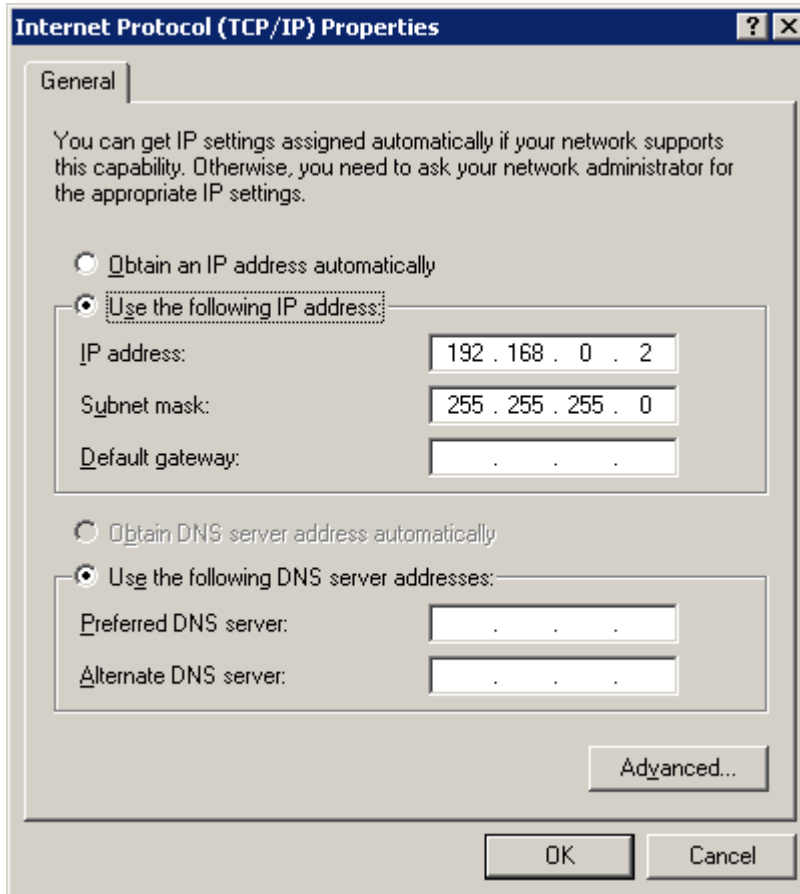 Internet Protocol (TCP/IP) Properties
General
You can get IP settings assigned automatically if your network supports
this capability. Otherwise, you need to ask your network administrator for
the appropriate IP settings.
Obtain an IP address automatically
Use the following IP address:
IP address: 192 . 168 . 0 . 2
Subnet mask: 255 . 255 . 255 . 0
Default gateway: . . .
Obtain DNS server address automatically
Use the following DNS server addresses:
Preferred DNS server: . . .
Alternate DNS server: . . .
Advanced...
OK Cancel